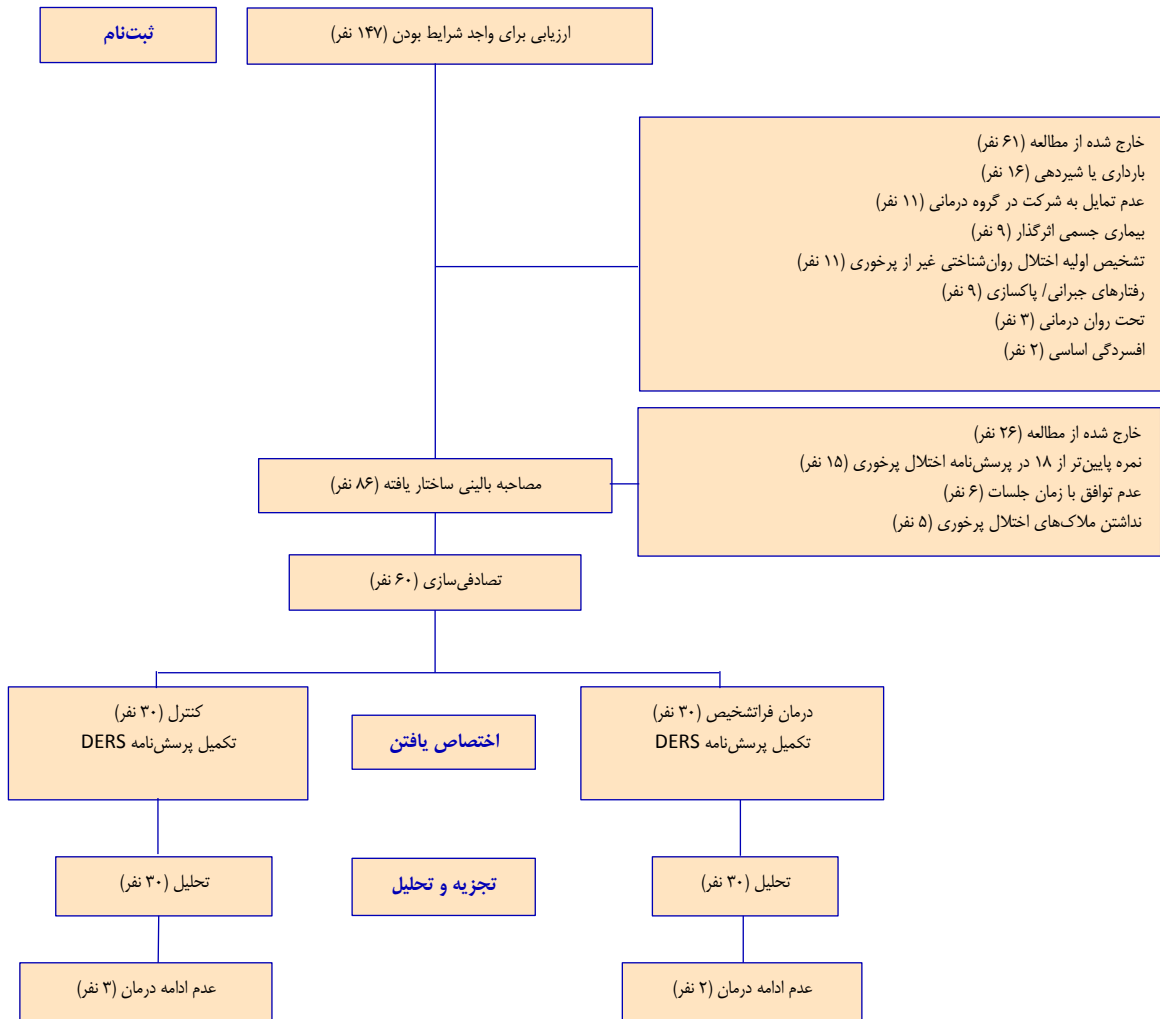 ثبت‌نام
ارزیابی برای واجد شرایط بودن (۱۴۷ نفر)
خارج شده از مطالعه (۶۱ نفر)
بارداری یا شیردهی (۱۶ نفر)
عدم تمایل به شرکت در گروه درمانی (۱۱ نفر)
بیماری جسمی اثرگذار (۹ نفر)
تشخیص اولیه اختلال روان‌شناختی غیر از پرخوری (۱۱ نفر)
رفتارهای جبرانی/ پاکسازی (۹ نفر)
تحت روان درمانی (۳ نفر)
افسردگی اساسی (۲ نفر)
خارج شده از مطالعه (۲۶ نفر)
نمره پایین‌تر از ۱۸ در پرسش‌نامه اختلال پرخوری (۱۵ نفر)
عدم توافق با زمان جلسات (۶ نفر)
نداشتن ملاک‌های اختلال پرخوری (۵ نفر)
مصاحبه بالینی ساختار یافته (۸۶ نفر)
تصادفی‌سازی (۶۰ نفر)
درمان فراتشخیص (۳۰ نفر)
تکمیل پرسش‌نامه DERS
اختصاص یافتن
کنترل (۳۰ نفر)
تکمیل پرسش‌نامه DERS
تحلیل (۳۰ نفر)
تجزیه و تحلیل
تحلیل (۳۰ نفر)
عدم ادامه درمان (۲ نفر)
عدم ادامه درمان (۳ نفر)